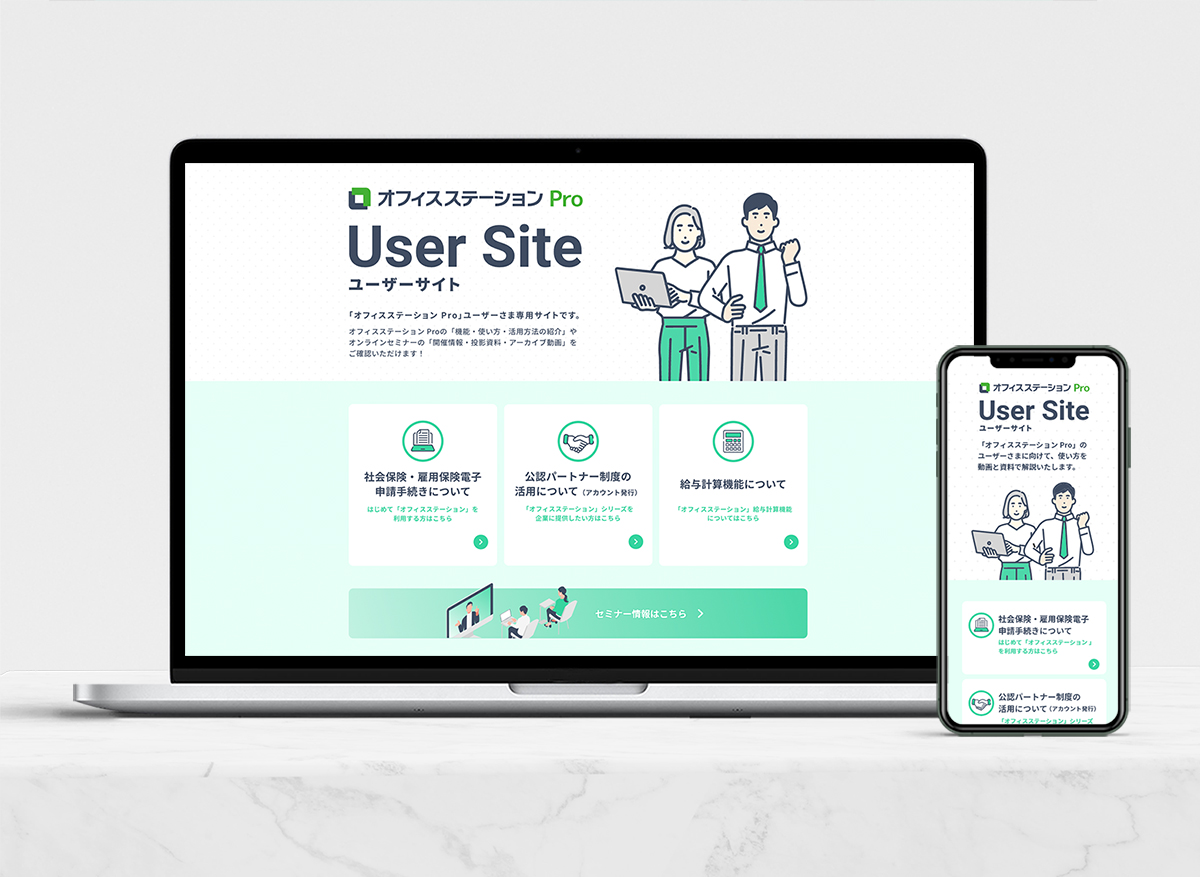 オフィスステーション Pro
User Site
ユーザーサイト
「オフィスステーション Pro」ユーザーさま専用サイトです。
オフィスステーション Proの「機能・使い方・活用方法の紹介」や
オンラインセミナーの「開催情報・投影資料・アーカイブ動画」を
ご確認いただけます！
社会保険・雇用保険電子
申請手続きについて
はじめて「オフィスステーション」を
利用する方はこちら
公認パートナー制度の
活用について（アカウント発行）
「オフィスステーション」シリーズを
企業に提供したい方はこちら
給与計算機能について
「オフィスステーション」給与計算機能
についてはこちら
セミナー情報はこちら
オフィスステーション Pro
User Site
ユーザーサイト
「オフィスステーション Pro」の
ユーザーさまに向けて、使い方を
動画と資料で解説いたします。
社会保険・雇用保険電子
申請手続きについて
はじめて「オフィスステーション」
を利用する方はこちら
公認パートナー制度の
活用について（アカウント発行）
「オフィスステーション」シリーズ